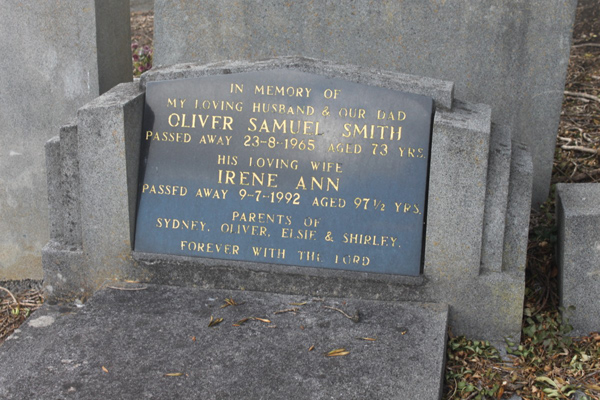 IN MEMORY OF
MY LOVING HUSBAND & OUR DAD
OLIVER SAMUEL SMITH
PASSED AWAY 23-8-1965 AGED 73 YRS.
HIS LOVING WIFE
IRENE ANN
PASSED AWAY 9-7-1992 AGED 97½ YRS.
PARENTS OF
SYDNEY, OLIVER, ELSIE & SHIRLEY.
FOREVER WITH THE LORD